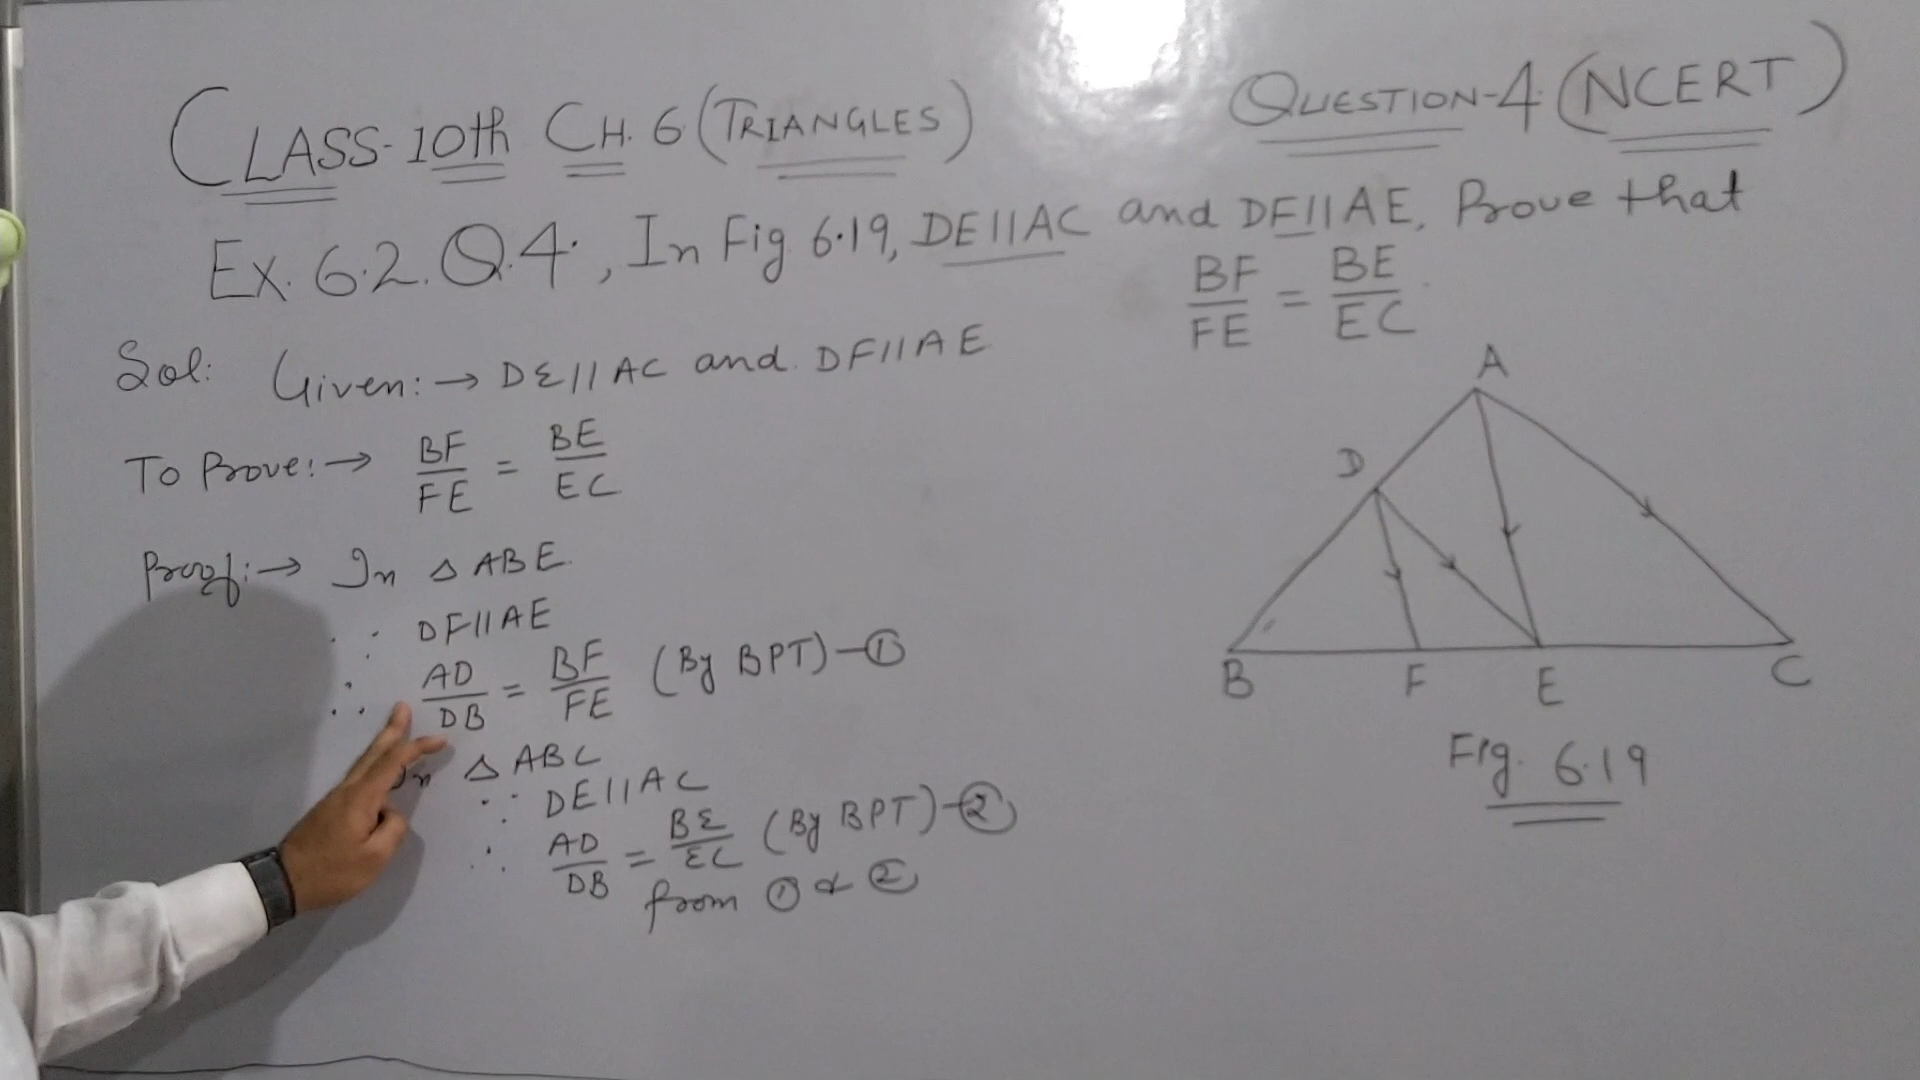 CLASS-10th CH. 6 (TRIANGLES)
QUESTION-4 (NCERT)
Ex. 6.2. Q.4., In Fig 6.19, DE||AC and DF||AE, Prove that
BF/FE = BE/EC.
Sol: Given:→ DE||AC and DF||AE
To Prove:→ BF/FE = BE/EC
Proof:→ In △ABE.
∵ DF||AE
∴ AD/DB = BF/FE (By BPT)-①
In △ABC
∵ DE||AC
∴ AD/DB = BE/EC (By BPT)-②
from ① & ②
A
D
B F E C
Fig. 6.19